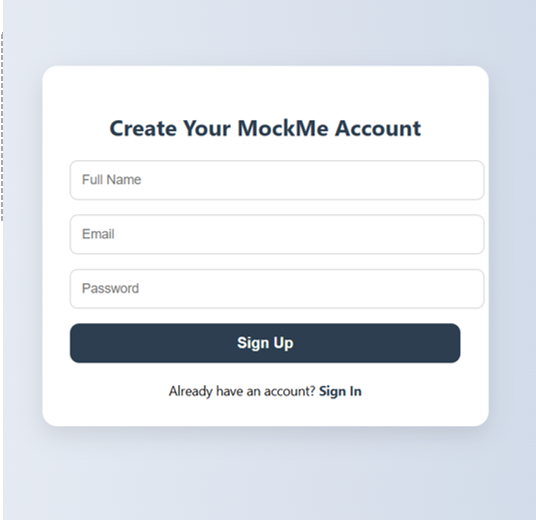 Create Your MockMe Account
Full Name
Email
Password
Sign Up
Already have an account? Sign In